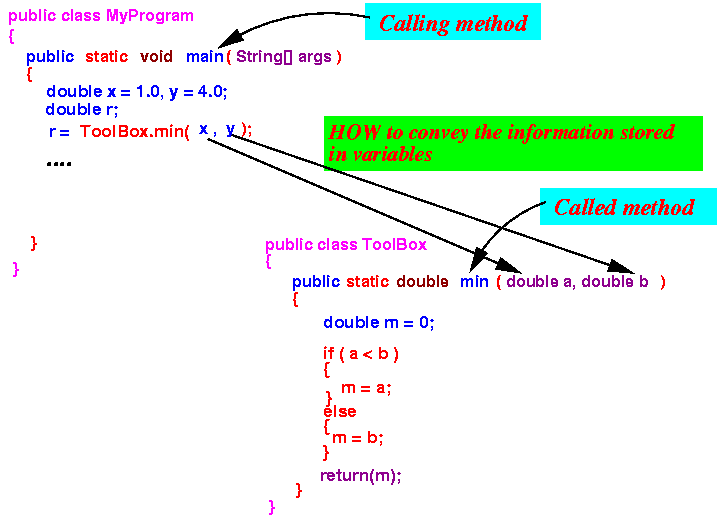 public class MyProgram
{
public static void main( String[] args )
{
double x = 1.0, y = 4.0;
double r;
r = ToolBox.min( x , y );
....
}
}
Calling method
HOW to convey the information stored
in variables
Called method
public class ToolBox
{
public static double min ( double a, double b )
{
double m = 0;
if ( a < b )
{
m = a;
}
else
{
m = b;
}
return(m);
}
}